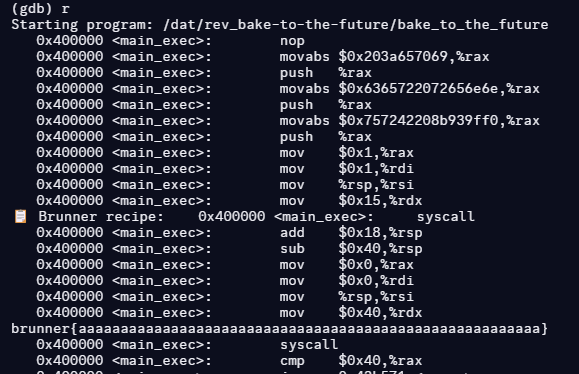 (gdb) r
Starting program: /dat/rev_bake-to-the-future/bake_to_the_future
0x400000 <main_exec>: nop
0x400000 <main_exec>: movabs $0x203a657069,%rax
0x400000 <main_exec>: push %rax
0x400000 <main_exec>: movabs $0x6365722072656e6e,%rax
0x400000 <main_exec>: push %rax
0x400000 <main_exec>: movabs $0x757242208b939ff0,%rax
0x400000 <main_exec>: push %rax
0x400000 <main_exec>: mov $0x1,%rax
0x400000 <main_exec>: mov $0x1,%rdi
0x400000 <main_exec>: mov %rsp,%rsi
0x400000 <main_exec>: mov $0x15,%rdx
📋 Brunner recipe: 0x400000 <main_exec>: syscall
0x400000 <main_exec>: add $0x18,%rsp
0x400000 <main_exec>: sub $0x40,%rsp
0x400000 <main_exec>: mov $0x0,%rax
0x400000 <main_exec>: mov $0x0,%rdi
0x400000 <main_exec>: mov %rsp,%rsi
0x400000 <main_exec>: mov $0x40,%rdx
brunner{aaaaaaaaaaaaaaaaaaaaaaaaaaaaaaaaaaaaaaaaaaaaaaaaaaaaaaa}
0x400000 <main_exec>: syscall
0x400000 <main_exec>: cmp $0x40,%rax